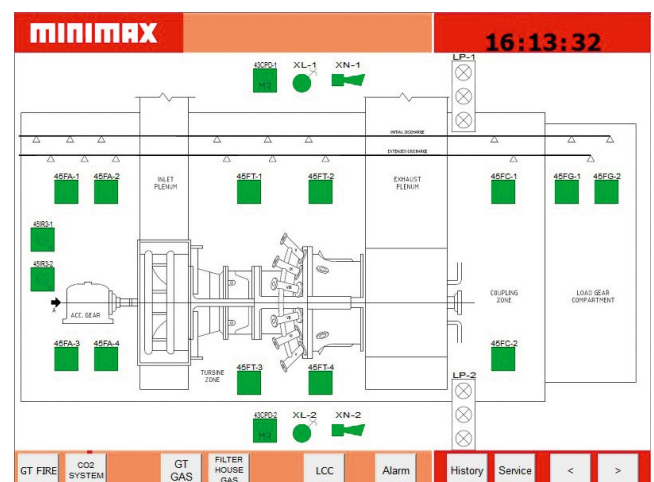 minimax
16:13:32
43CPD-1 XL-1 XN-1 LP-1
MR
INITIAL DISCHARGE
EXTENDED DISCHARGE
45FA-1 45FA-2 INLET PLENUM 45FT-1 45FT-2 EXHAUST PLENUM 45FC-1 45FG-1 45FG-2
45IR3-1
45IR3-2
A
ACC. GEAR
COUPLING ZONE
LOAD GEAR COMPARTMENT
45FA-3 45FA-4 TURBINE ZONE 45FT-3 45FT-4 45FC-2
LP-2
43CPD-2 XL-2 XN-2
MR
GT FIRE CO2 SYSTEM GT GAS FILTER HOUSE GAS LCC Alarm History Service < >